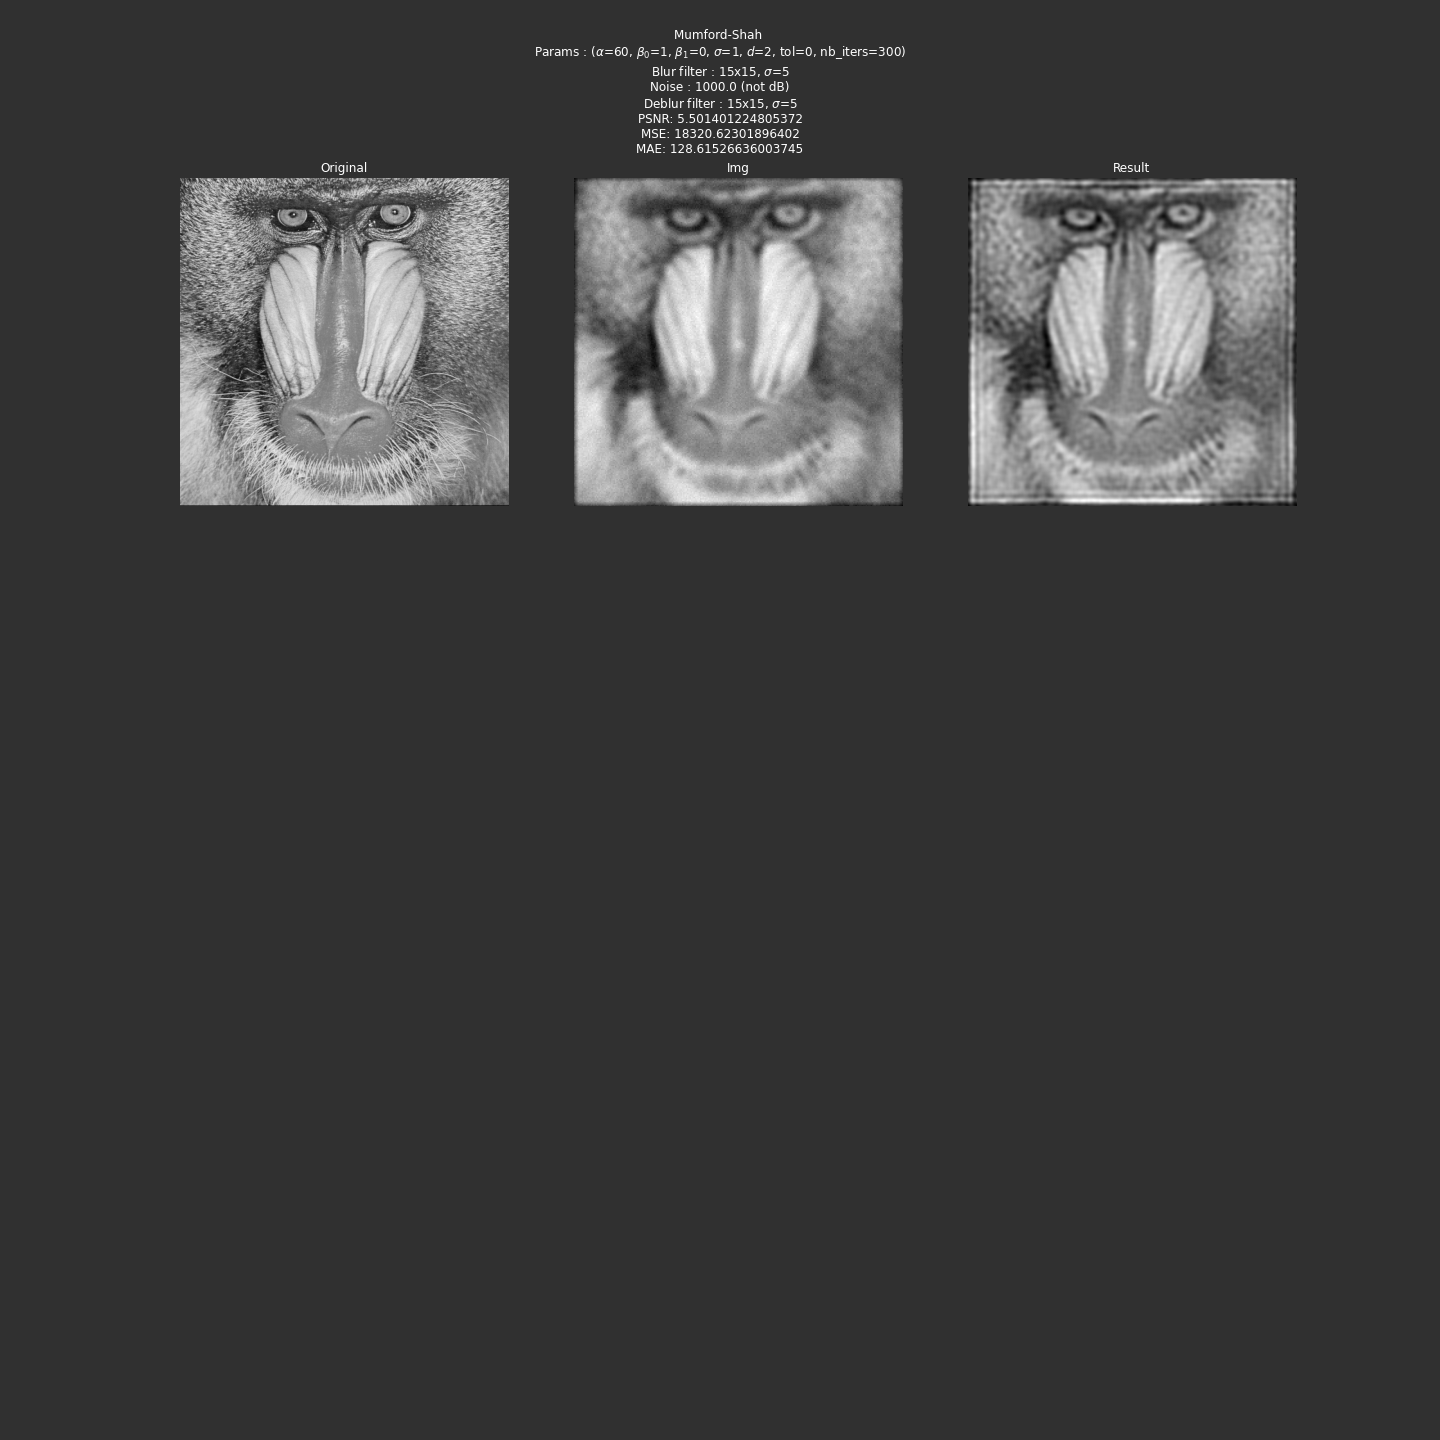 Mumford-Shah
Params : (α=60, β₀=1, β₁=0, σ=1, d=2, tol=0, nb_iters=300)
Blur filter : 15x15, σ=5
Noise : 1000.0 (not dB)
Deblur filter : 15x15, σ=5
PSNR: 5.501401224805372
MSE: 18320.62301896402
MAE: 128.61526636003745
Original
Img
Result